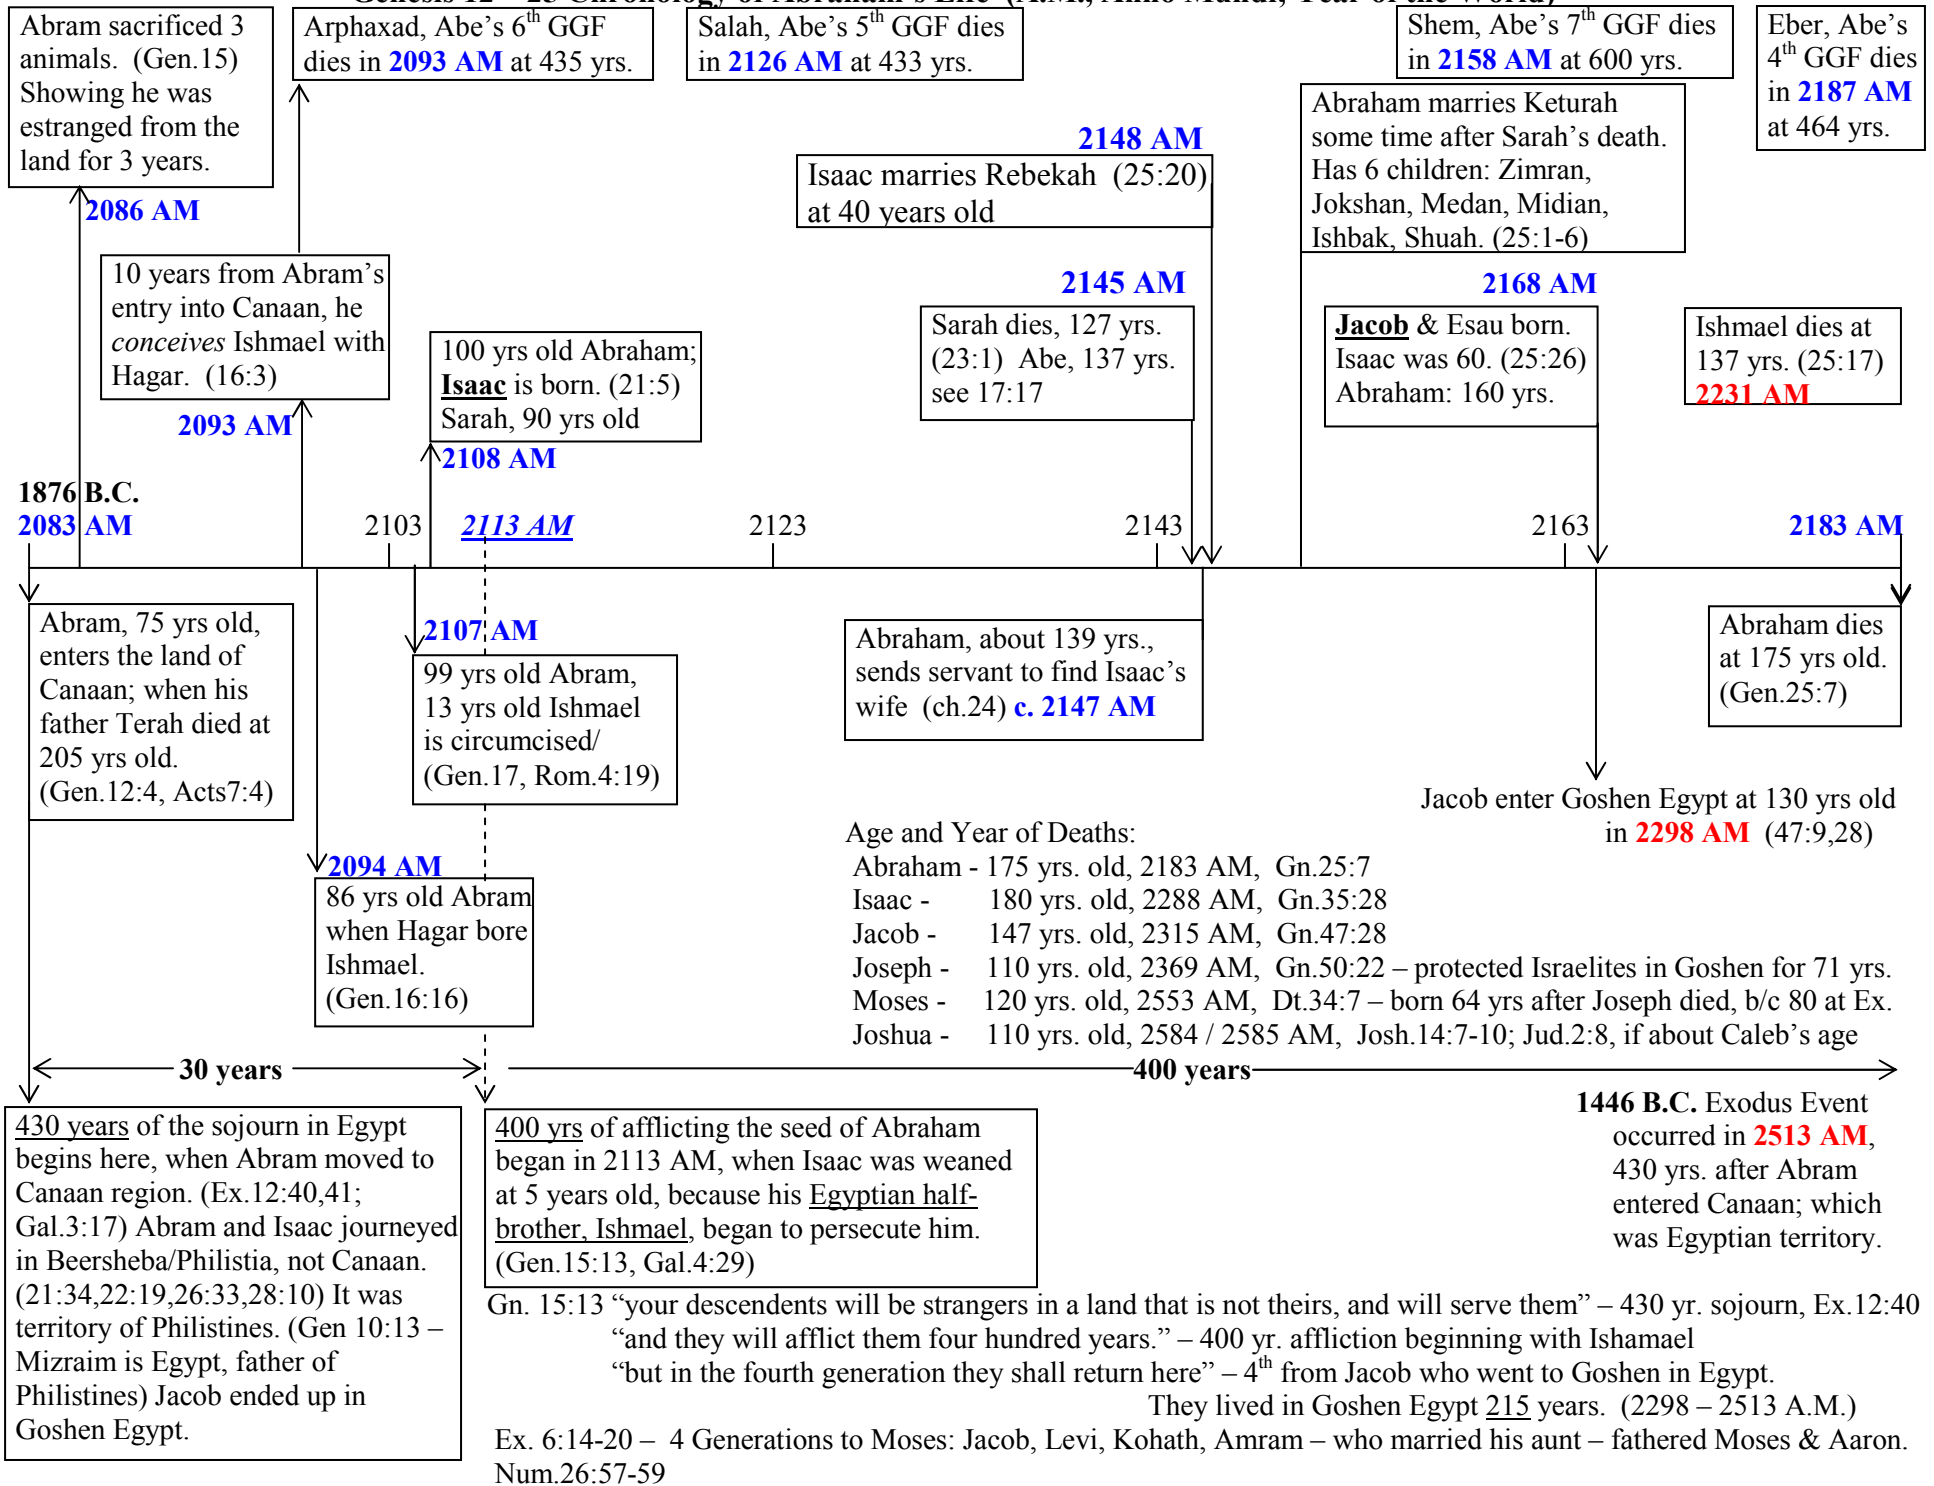 Genesis 12 – 25 Chronology of Abraham's Life (A.M., Anno Mundi, Year of the World)
Abram sacrificed 3
animals. (Gen.15)
Showing he was
estranged from the
land for 3 years.
2086 AM
Arphaxad, Abe's 6th GGF
dies in 2093 AM at 435 yrs.
Salah, Abe's 5th GGF dies
in 2126 AM at 433 yrs.
Shem, Abe's 7th GGF dies
in 2158 AM at 600 yrs.
Eber, Abe's
4th GGF dies
in 2187 AM
at 464 yrs.
2148 AM
Isaac marries Rebekah (25:20)
at 40 years old
Abraham marries Keturah
some time after Sarah's death.
Has 6 children: Zimran,
Jokshan, Medan, Midian,
Ishbak, Shuah. (25:1-6)
10 years from Abram's
entry into Canaan, he
conceives Ishmael with
Hagar. (16:3)
2093 AM
100 yrs old Abraham;
Isaac is born. (21:5)
Sarah, 90 yrs old
2108 AM
2145 AM
Sarah dies, 127 yrs.
(23:1) Abe, 137 yrs.
see 17:17
2168 AM
Jacob & Esau born.
Isaac was 60. (25:26)
Abraham: 160 yrs.
Ishmael dies at
137 yrs. (25:17)
2231 AM
1876 B.C.
2083 AM
2103
2113 AM
2123
2143
2163
2183 AM
Abram, 75 yrs old,
enters the land of
Canaan; when his
father Terah died at
205 yrs old.
(Gen.12:4, Acts7:4)
2107 AM
99 yrs old Abram,
13 yrs old Ishmael
is circumcised/
(Gen.17, Rom.4:19)
Abraham, about 139 yrs.,
sends servant to find Isaac's
wife (ch.24) c. 2147 AM
Abraham dies
at 175 yrs old.
(Gen.25:7)
2094 AM
86 yrs old Abram
when Hagar bore
Ishmael.
(Gen.16:16)
Jacob enter Goshen Egypt at 130 yrs old
in 2298 AM (47:9,28)
Age and Year of Deaths:
Abraham - 175 yrs. old, 2183 AM, Gn.25:7
Isaac - 180 yrs. old, 2288 AM, Gn.35:28
Jacob - 147 yrs. old, 2315 AM, Gn.47:28
Joseph - 110 yrs. old, 2369 AM, Gn.50:22 – protected Israelites in Goshen for 71 yrs.
Moses - 120 yrs. old, 2553 AM, Dt.34:7 – born 64 yrs after Joseph died, b/c 80 at Ex.
Joshua - 110 yrs. old, 2584 / 2585 AM, Josh.14:7-10; Jud.2:8, if about Caleb's age
30 years
400 years
430 years of the sojourn in Egypt
begins here, when Abram moved to
Canaan region. (Ex.12:40,41;
Gal.3:17) Abram and Isaac journeyed
in Beersheba/Philistia, not Canaan.
(21:34,22:19,26:33,28:10) It was
territory of Philistines. (Gen 10:13 –
Mizraim is Egypt, father of
Philistines) Jacob ended up in
Goshen Egypt.
400 yrs of afflicting the seed of Abraham
began in 2113 AM, when Isaac was weaned
at 5 years old, because his Egyptian half-
brother, Ishmael, began to persecute him.
(Gen.15:13, Gal.4:29)
1446 B.C. Exodus Event
occurred in 2513 AM,
430 yrs. after Abram
entered Canaan; which
was Egyptian territory.
Gn. 15:13 “your descendents will be strangers in a land that is not theirs, and will serve them” – 430 yr. sojourn, Ex.12:40
“and they will afflict them four hundred years.” – 400 yr. affliction beginning with Ishamael
“but in the fourth generation they shall return here” – 4th from Jacob who went to Goshen in Egypt.
They lived in Goshen Egypt 215 years. (2298 – 2513 A.M.)
Ex. 6:14-20 – 4 Generations to Moses: Jacob, Levi, Kohath, Amram – who married his aunt – fathered Moses & Aaron.
Num.26:57-59